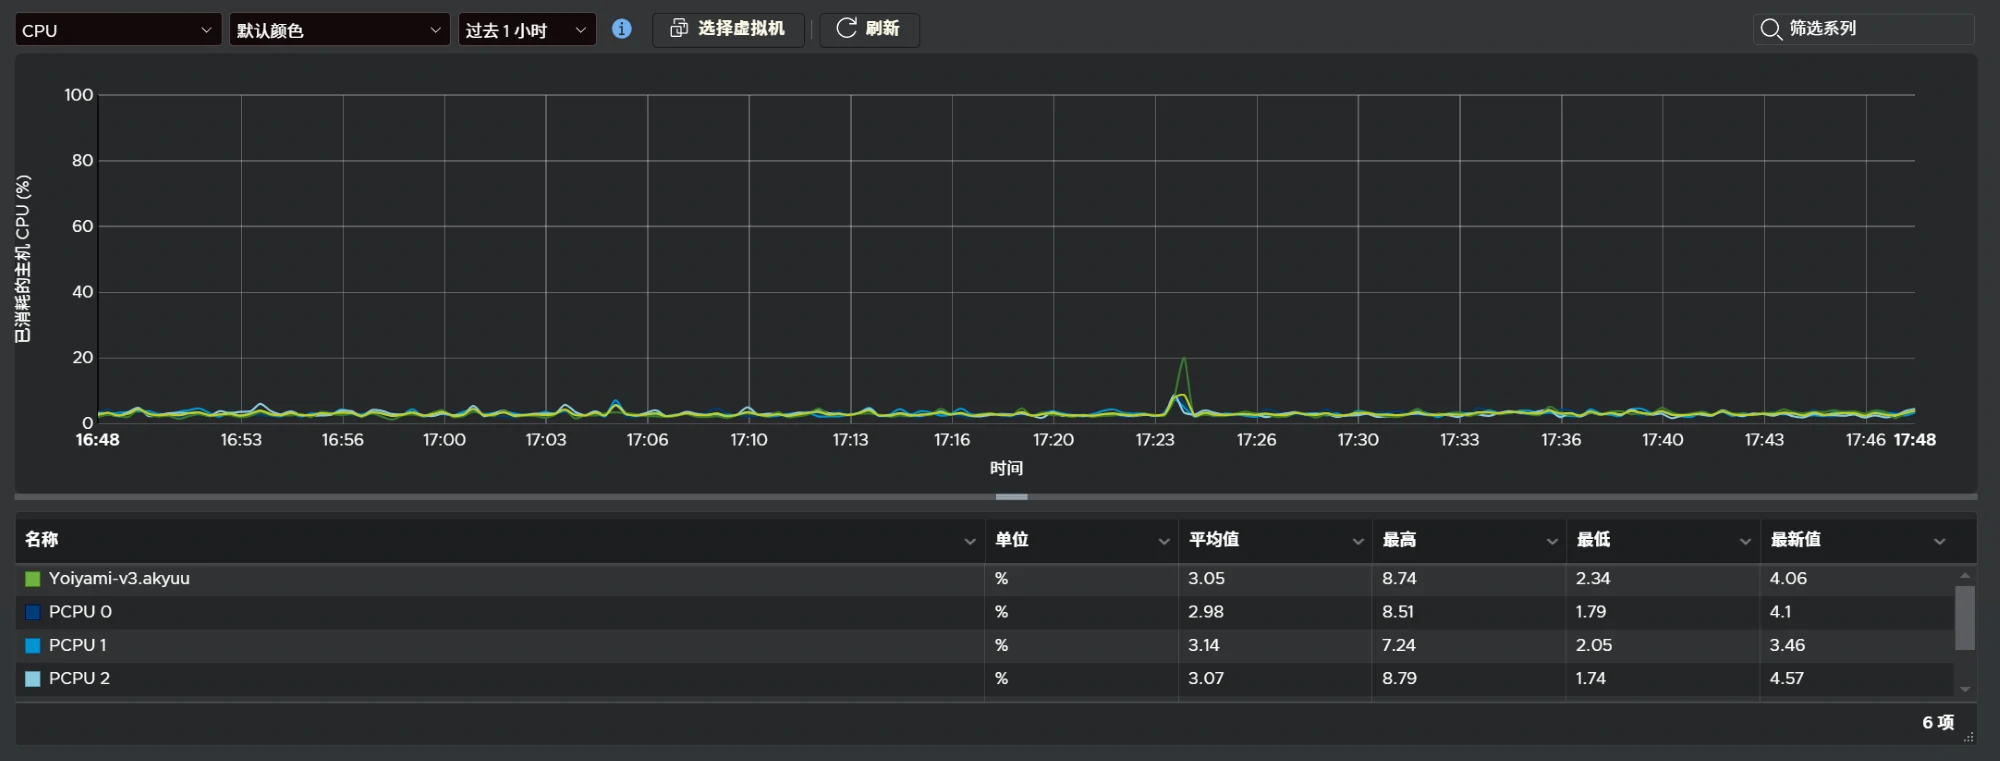 CPU 默认颜色 过去 1 小时 选择虚拟机 刷新 筛选系列
100
80
60
40
20
0
已消耗的主机 CPU (%)
16:48 16:53 16:56 17:00 17:03 17:06 17:10 17:13 17:16 17:20 17:23 17:26 17:30 17:33 17:36 17:40 17:43 17:46 17:48
时间
名称 单位 平均值 最高 最低 最新值
Yoiyami-v3.akyuu % 3.05 8.74 2.34 4.06
PCPU 0 % 2.98 8.51 1.79 4.1
PCPU 1 % 3.14 7.24 2.05 3.46
PCPU 2 % 3.07 8.79 1.74 4.57
6 项